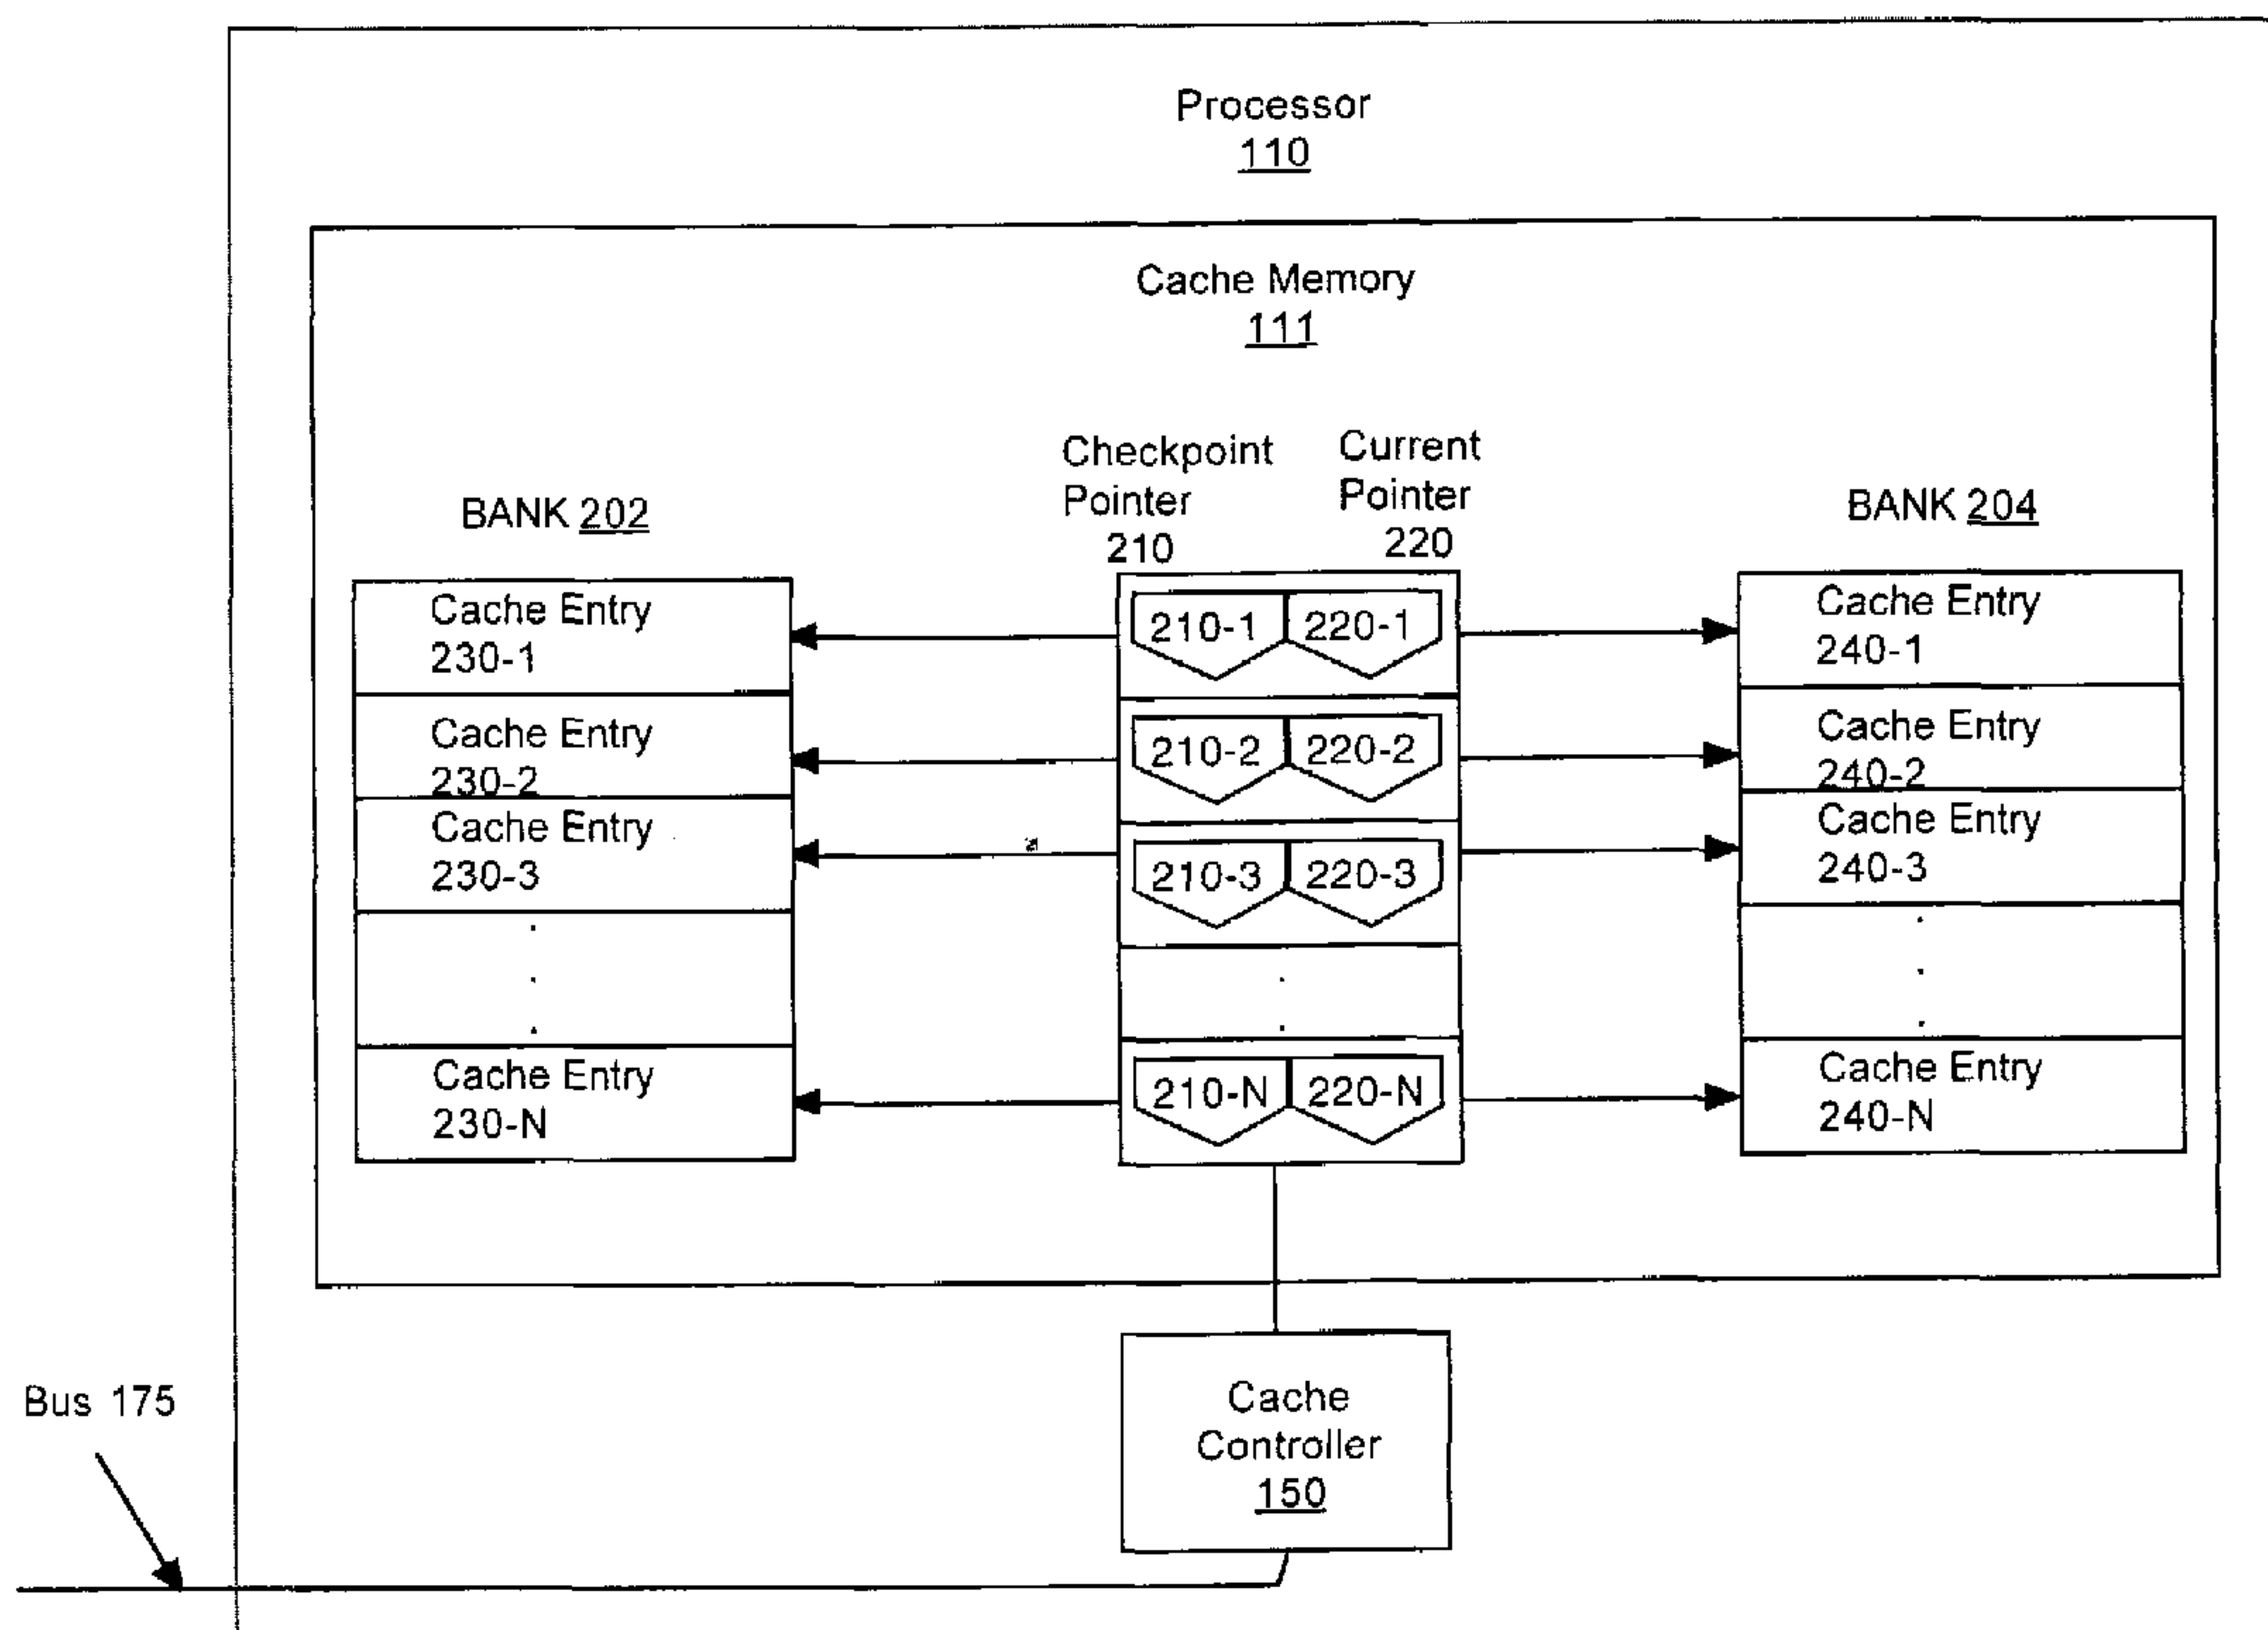 Processor
110
Cache Memory
111
Checkpoint
Pointer
210
Current
Pointer
220
BANK 202
BANK 204
Cache Entry
230-1
210-1
220-1
Cache Entry
240-1
Cache Entry
230-2
210-2
220-2
Cache Entry
240-2
Cache Entry
230-3
210-3
220-3
Cache Entry
240-3
Cache Entry
230-N
210-N
220-N
Cache Entry
240-N
Cache
Controller
150
Bus 175